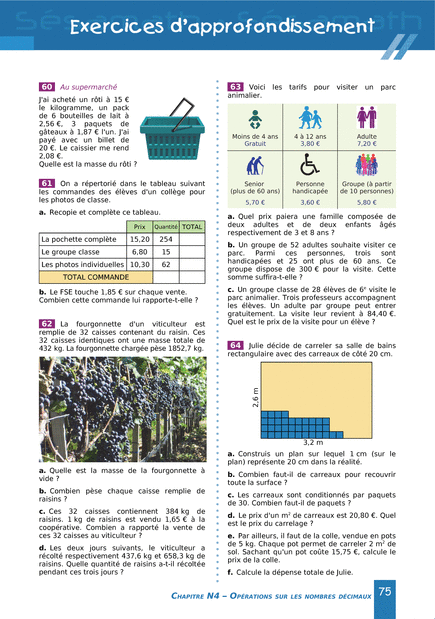 Exercices d'approfondissement
60 Au supermarché
J'ai acheté un rôti à 15 €
le kilogramme, un pack
de 6 bouteilles de lait à
2,56 €, 3 paquets de
gâteaux à 1,87 € l'un. J'ai
payé avec un billet de
20 €. Le caissier me rend
2,08 €.
Quelle est la masse du rôti ?
61 On a répertorié dans le tableau suivant
les commandes des élèves d'un collège pour
les photos de classe.
a. Recopie et complète ce tableau.
Prix Quantité TOTAL
La pochette complète 15,20 254
Le groupe classe 6,80 15
Les photos individuelles 10,30 62
TOTAL COMMANDE
b. Le FSE touche 1,85 € sur chaque vente.
Combien cette commande lui rapporte-t-elle ?
62 La fourgonnette d'un viticulteur est
remplie de 32 caisses contenant du raisin. Ces
32 caisses identiques ont une masse totale de
432 kg. La fourgonnette chargée pèse 1852,7 kg.
a. Quelle est la masse de la fourgonnette à
vide ?
b. Combien pèse chaque caisse remplie de
raisins ?
c. Ces 32 caisses contiennent 384 kg de
raisins. 1 kg de raisins est vendu 1,65 € à la
coopérative. Combien a rapporté la vente de
ces 32 caisses au viticulteur ?
d. Les deux jours suivants, le viticulteur a
récolté respectivement 437,6 kg et 658,3 kg de
raisins. Quelle quantité de raisins a-t-il récoltée
pendant ces trois jours ?
63 Voici les tarifs pour visiter un parc
animalier.
Moins de 4 ans
Gratuit
4 à 12 ans
3,80 €
Adulte
7,20 €
Senior
(plus de 60 ans)
5,70 €
Personne
handicapée
3,60 €
Groupe (à partir
de 10 personnes)
5,80 €
a. Quel prix paiera une famille composée de
deux adultes et de deux enfants âgés
respectivement de 3 et 8 ans ?
b. Un groupe de 52 adultes souhaite visiter ce
parc. Parmi ces personnes, trois sont
handicapées et 25 ont plus de 60 ans. Ce
groupe dispose de 300 € pour la visite. Cette
somme suffira-t-elle ?
c. Un groupe classe de 28 élèves de 6e visite le
parc animalier. Trois professeurs accompagnent
les élèves. Un adulte par groupe peut entrer
gratuitement. La visite leur revient à 84,40 €.
Quel est le prix de la visite pour un élève ?
64 Julie décide de carreler sa salle de bains
rectangulaire avec des carreaux de côté 20 cm.
2,6 m
3,2 m
a. Construis un plan sur lequel 1 cm (sur le
plan) représente 20 cm dans la réalité.
b. Combien faut-il de carreaux pour recouvrir
toute la surface ?
c. Les carreaux sont conditionnés par paquets
de 30. Combien faut-il de paquets ?
d. Le prix d'un m² de carreaux est 20,80 €. Quel
est le prix du carrelage ?
e. Par ailleurs, il faut de la colle, vendue en pots
de 5 kg. Chaque pot permet de carreler 2 m² de
sol. Sachant qu'un pot coûte 15,75 €, calcule le
prix de la colle.
f. Calcule la dépense totale de Julie.
CHAPITRE N4 – OPÉRATIONS SUR LES NOMBRES DÉCIMAUX 75